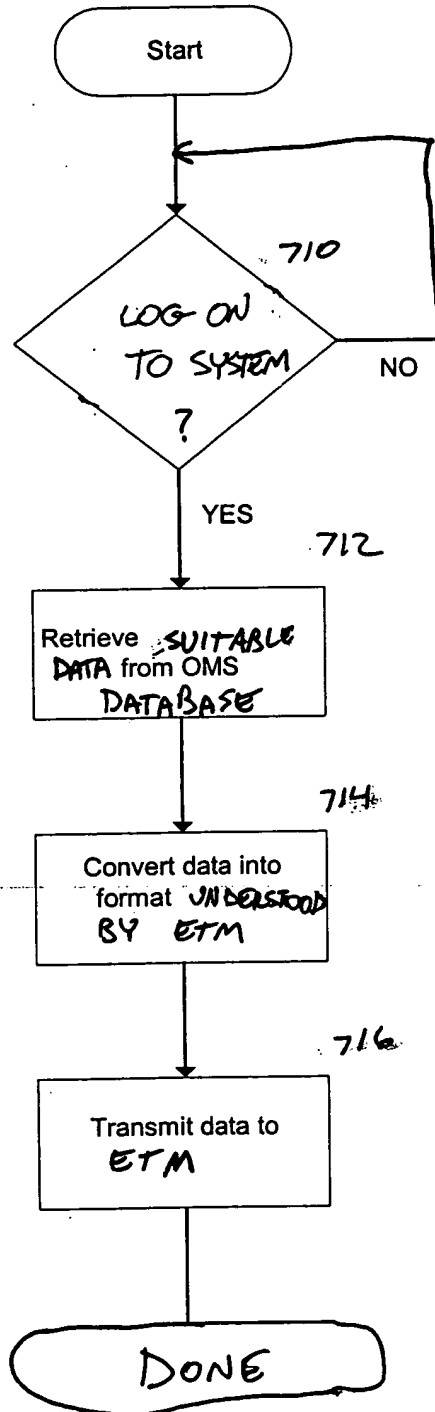 Start
710
LOG ON
TO SYSTEM
?
NO
YES
712
Retrieve SUITABLE
DATA from OMS
DATABASE
714
Convert data into
format UNDERSTOOD
BY ETM
716
Transmit data to
ETM
DONE